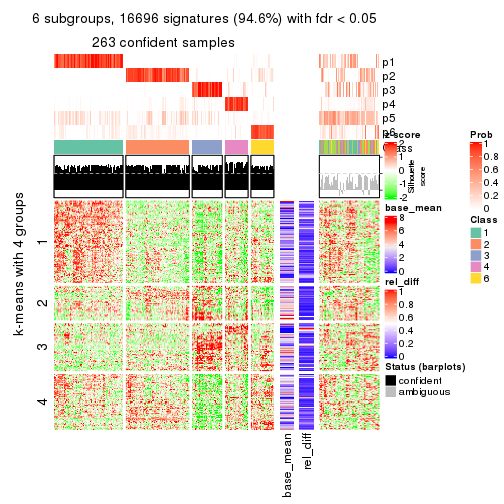 6 subgroups, 16696 signatures (94.6%) with fdr < 0.05
263 confident samples
p1
p2
p3
p4
p5
p6
Class
Silhouette
score
k-means with 4 groups
1
2
3
4
base_mean
rel_diff
z-score
2
1
0
-1
-2
base_mean
8
6
4
2
0
rel_diff
1
0.8
0.6
0.4
0.2
0
Status (barplots)
confident
ambiguous
Prob
1
0.8
0.6
0.4
0.2
0
Class
1
2
3
4
6